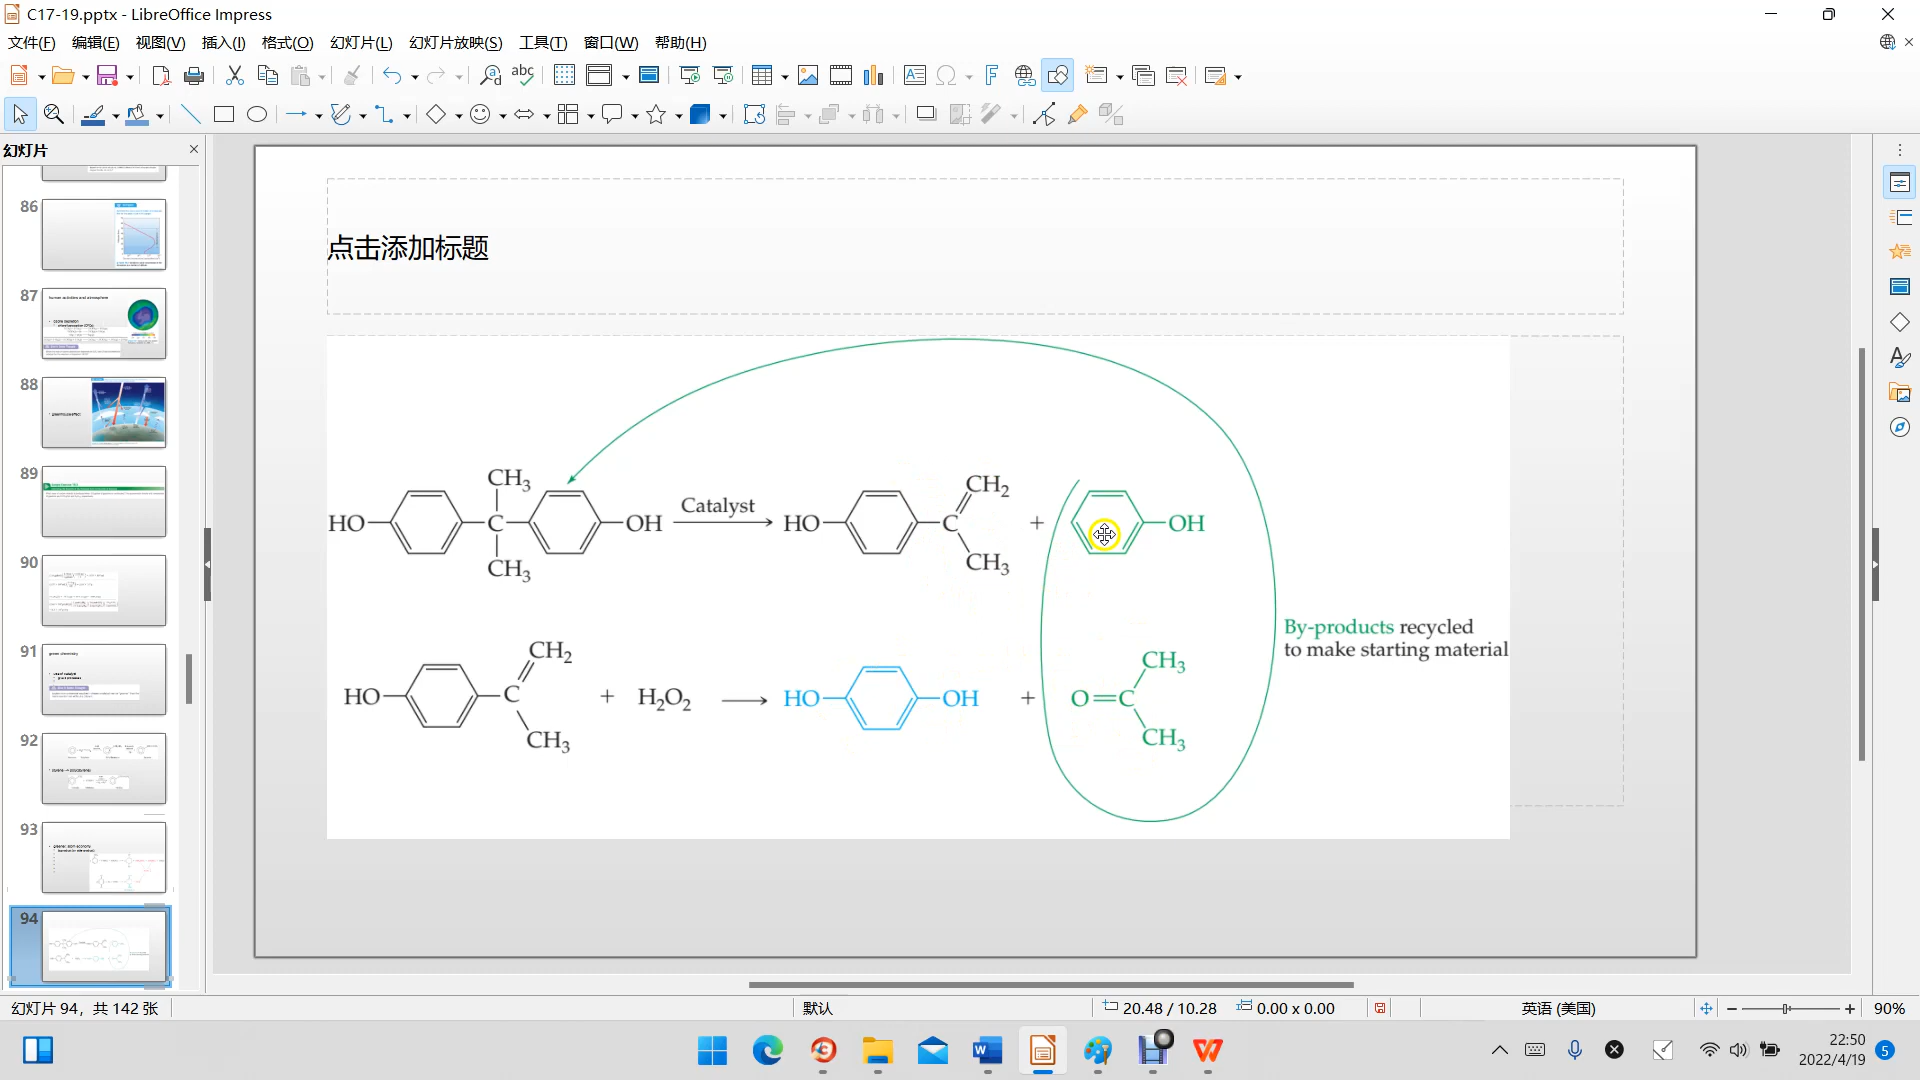 C17-19.pptx - LibreOffice Impress
文件(F) 编辑(E) 视图(V) 插入(I) 格式(O) 幻灯片(L) 幻灯片放映(S) 工具(T) 窗口(W) 帮助(H)
幻灯片
86
87
88
89
90
91
92
93
94
点击添加标题
CH3 CH2
HO C OH Catalyst HO C + OH
CH3 CH3
By-products recycled
to make starting material
CH2 CH3
HO C + H2O2 HO OH + O=C
CH3 CH3
幻灯片 94，共 142 张 默认 20.48 / 10.28 0.00 x 0.00 英语 (美国) 90%
22:50
2022/4/19 5